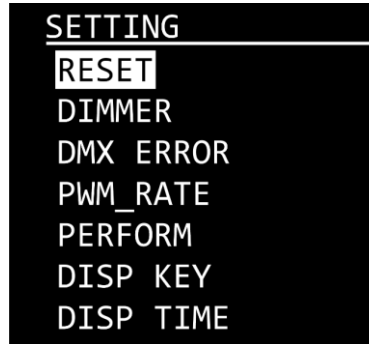 SETTING
RESET
DIMMER
DMX ERROR
PWM_RATE
PERFORM
DISP KEY
DISP TIME